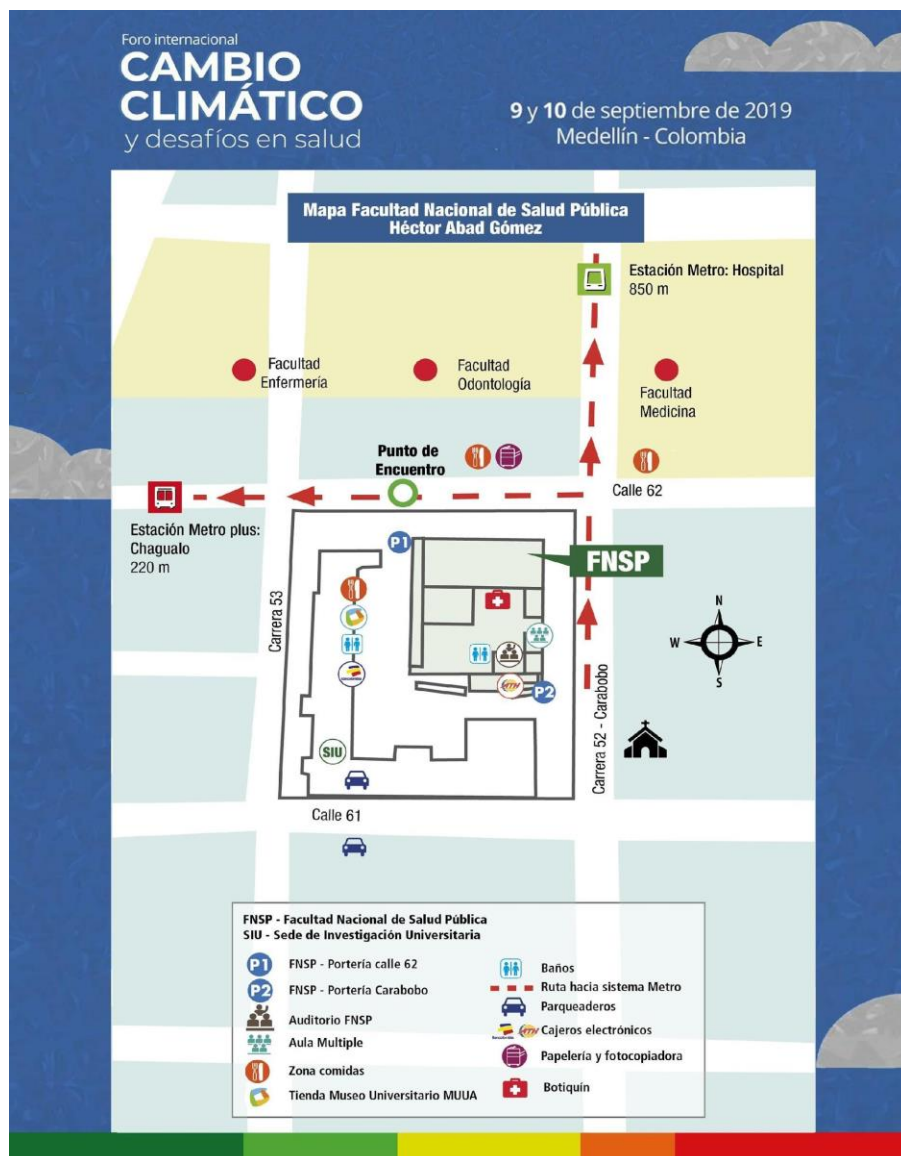 Foro internacional
CAMBIO
CLIMÁTICO
y desafíos en salud
9 y 10 de septiembre de 2019
Medellín - Colombia
Mapa Facultad Nacional de Salud Pública
Héctor Abad Gómez
Estación Metro: Hospital
850 m
Facultad
Enfermería
Facultad
Odontología
Facultad
Medicina
Punto de
Encuentro
Calle 62
Estación Metro plus:
Chagualo
220 m
P1
FNSP
Carrera 53
N
W
E
S
P2
Carrera 52 - Carabobo
SIU
Calle 61
FNSP - Facultad Nacional de Salud Pública
SIU - Sede de Investigación Universitaria
P1 FNSP - Portería calle 62
P2 FNSP - Portería Carabobo
Auditorio FNSP
Aula Multiple
Zona comidas
Tienda Museo Universitario MUUA
Baños
Ruta hacia sistema Metro
Parqueaderos
Cajeros electrónicos
Papelería y fotocopiadora
Botiquín